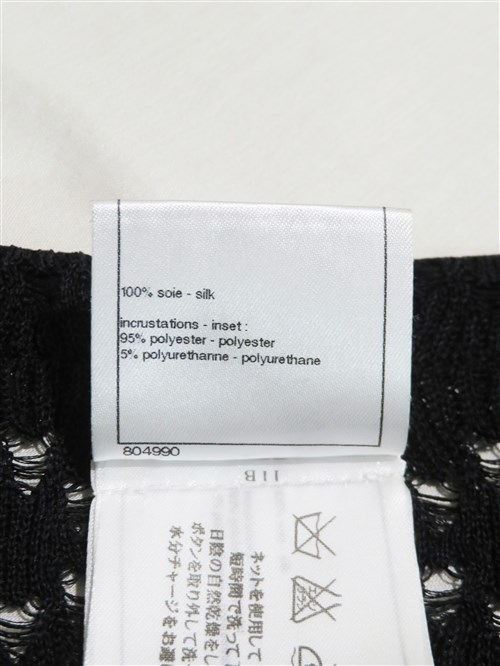 100% soie - silk
incrustations - inset :
95% polyester - polyester
5% polyurethanne - polyurethane
804990
11B
ネットを使用して
短時間で洗って
日陰の自然乾燥をし
ボタンを取り外して洗
水分チャージをお